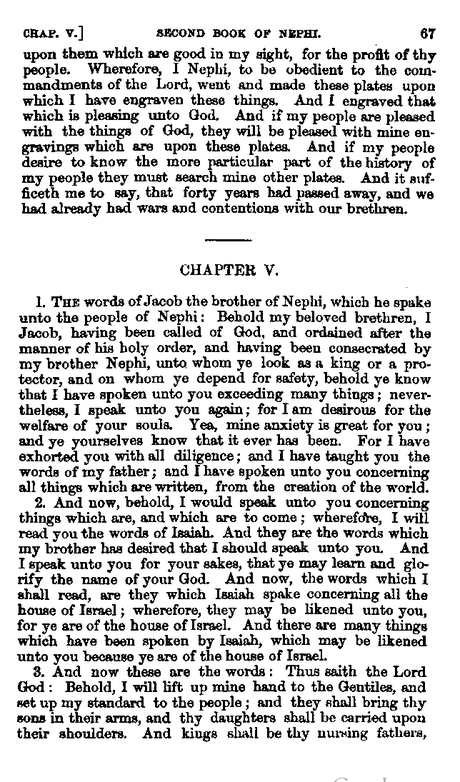 CHAP. V.] SECOND BOOK OF NEPHI. 67
upon them which are good in my sight, for the profit of thy
people. Wherefore, I Nephi, to be obedient to the com-
mandments of the Lord, went and made these plates upon
which I have engraven these things. And I engraved that
which is pleasing unto God. And if my people are pleased
with the things of God, they will be pleased with mine en-
gravings which are upon these plates. And if my people
desire to know the more particular part of the history of
my people they must search mine other plates. And it suf-
ficeth me to say, that forty years had passed away, and we
had already had wars and contentions with our brethren.
CHAPTER V.
1. THE words of Jacob the brother of Nephi, which he spake
unto the people of Nephi: Behold my beloved brethren, I
Jacob, having been called of God, and ordained after the
manner of his holy order, and having been consecrated by
my brother Nephi, unto whom ye look as a king or a pro-
tector, and on whom ye depend for safety, behold ye know
that I have spoken unto you exceeding many things; never-
theless, I speak unto you again; for I am desirous for the
welfare of your souls. Yea, mine anxiety is great for you;
and ye yourselves know that it ever has been. For I have
exhorted you with all diligence; and I have taught you the
words of my father; and I have spoken unto you concerning
all things which are written, from the creation of the world.
2. And now, behold, I would speak unto you concerning
things which are, and which are to come; wherefore, I will
read you the words of Isaiah. And they are the words which
my brother has desired that I should speak unto you. And
I speak unto you for your sakes, that ye may learn and glo-
rify the name of your God. And now, the words which I
shall read, are they which Isaiah spake concerning all the
house of Israel; wherefore, they may be likened unto you,
for ye are of the house of Israel. And there are many things
which have been spoken by Isaiah, which may be likened
unto you because ye are of the house of Israel.
3. And now these are the words: Thus saith the Lord
God: Behold, I will lift up mine hand to the Gentiles, and
set up my standard to the people; and they shall bring thy
sons in their arms, and thy daughters shall be carried upon
their shoulders. And kings shall be thy nursing fathers,